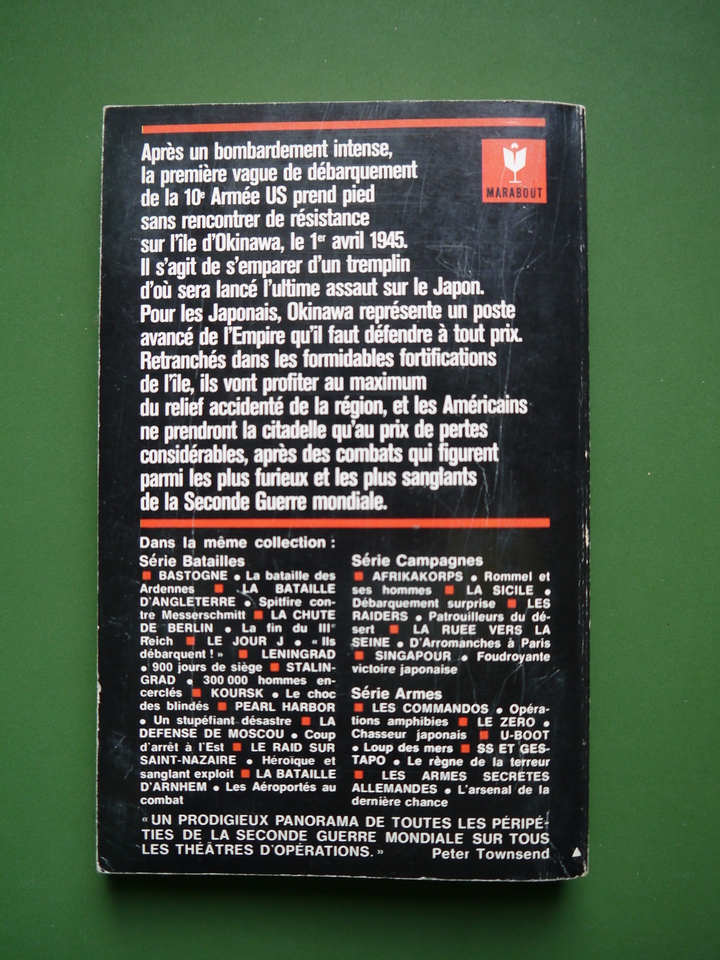 Après un bombardement intense,
la première vague de débarquement
de la 10e Armée US prend pied
sans rencontrer de résistance
sur l'île d'Okinawa, le 1er avril 1945.
Il s'agit de s'emparer d'un tremplin
d'où sera lancé l'ultime assaut sur le Japon.
Pour les Japonais, Okinawa représente un poste
avancé de l'Empire qu'il faut défendre à tout prix.
Retranchés dans les formidables fortifications
de l'île, ils vont profiter au maximum
du relief accidenté de la région, et les Américains
ne prendront la citadelle qu'au prix de pertes
considérables, après des combats qui figurent
parmi les plus furieux et les plus sanglants
de la Seconde Guerre mondiale.
MARABOUT
Dans la même collection :
Série Batailles
■ BASTOGNE • La bataille des
Ardennes ■ LA BATAILLE
D'ANGLETERRE • Spitfire con-
tre Messerschmitt ■ LA CHUTE
DE BERLIN • La fin du IIIe
Reich ■ LE JOUR J • « Ils
débarquent ! » ■ LENINGRAD
• 900 jours de siège ■ STALIN-
GRAD • 300 000 hommes en-
cerclés ■ KOURSK • Le choc
des blindés ■ PEARL HARBOR
• Un stupéfiant désastre ■ LA
DEFENSE DE MOSCOU • Coup
d'arrêt à l'Est ■ LE RAID SUR
SAINT-NAZAIRE • Héroïque et
sanglant exploit ■ LA BATAILLE
D'ARNHEM • Les Aéroportés au
combat
Série Campagnes
■ AFRIKAKORPS • Rommel et
ses hommes ■ LA SICILE •
Débarquement surprise ■ LES
RAIDERS • Patrouilleurs du dé-
sert ■ LA RUEE VERS LA
SEINE • D'Arromanches à Paris
■ SINGAPOUR • Foudroyante
victoire japonaise
Série Armes
■ LES COMMANDOS • Opéra-
tions amphibies ■ LE ZERO •
Chasseur japonais ■ U-BOOT
• Loup des mers ■ SS ET GES-
TAPO • Le règne de la terreur
■ LES ARMES SECRÈTES
ALLEMANDES • L'arsenal de la
dernière chance
« UN PRODIGIEUX PANORAMA DE TOUTES LES PÉRIPÉ-
TIES DE LA SECONDE GUERRE MONDIALE SUR TOUS
LES THÉÂTRES D'OPÉRATIONS. » Peter Townsend